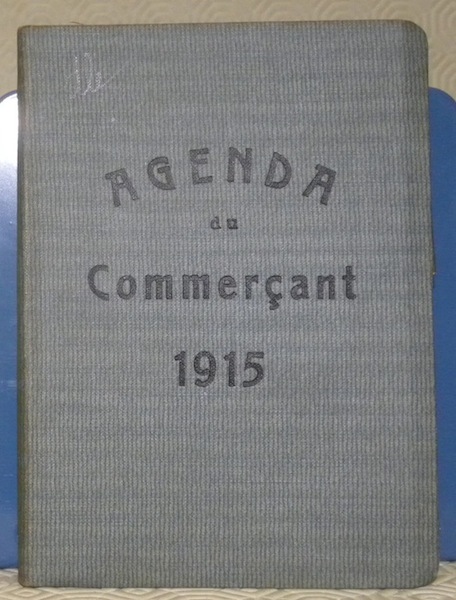 AGENDA
du
Commerçant
1915